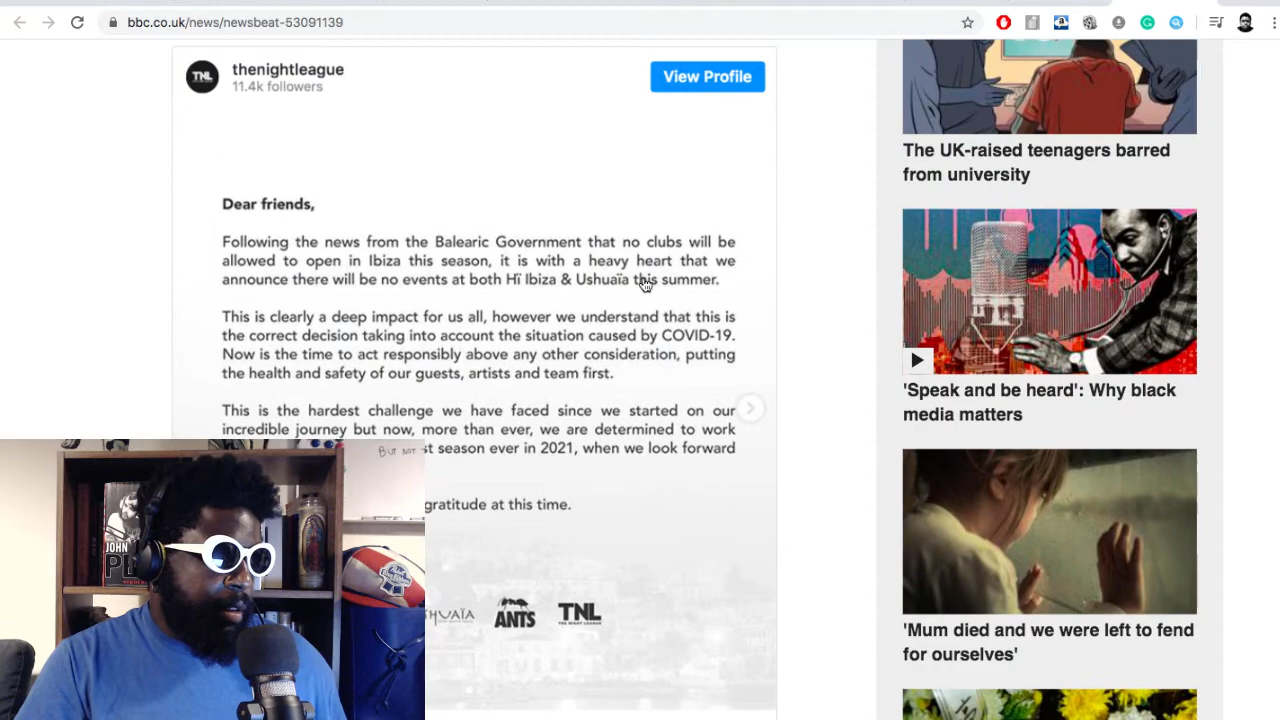 bbc.co.uk/news/newsbeat-53091139
TNL
thenightleague
11.4k followers
View Profile
Dear friends,
Following the news from the Balearic Government that no clubs will be
allowed to open in Ibiza this season, it is with a heavy heart that we
announce there will be no events at both Hï Ibiza & Ushuaïa this summer.
This is clearly a deep impact for us all, however we understand that this is
the correct decision taking into account the situation caused by COVID-19.
Now is the time to act responsibly above any other consideration, putting
the health and safety of our guests, artists and team first.
This is the hardest challenge we have faced since we started on our
incredible journey but now, more than ever, we are determined to work
st season ever in 2021, when we look forward
gratitude at this time.
ANTS
TNL
THE NIGHT LEAGUE
BUT NOT
JOHN
The UK-raised teenagers barred
from university
'Speak and be heard': Why black
media matters
'Mum died and we were left to fend
for ourselves'